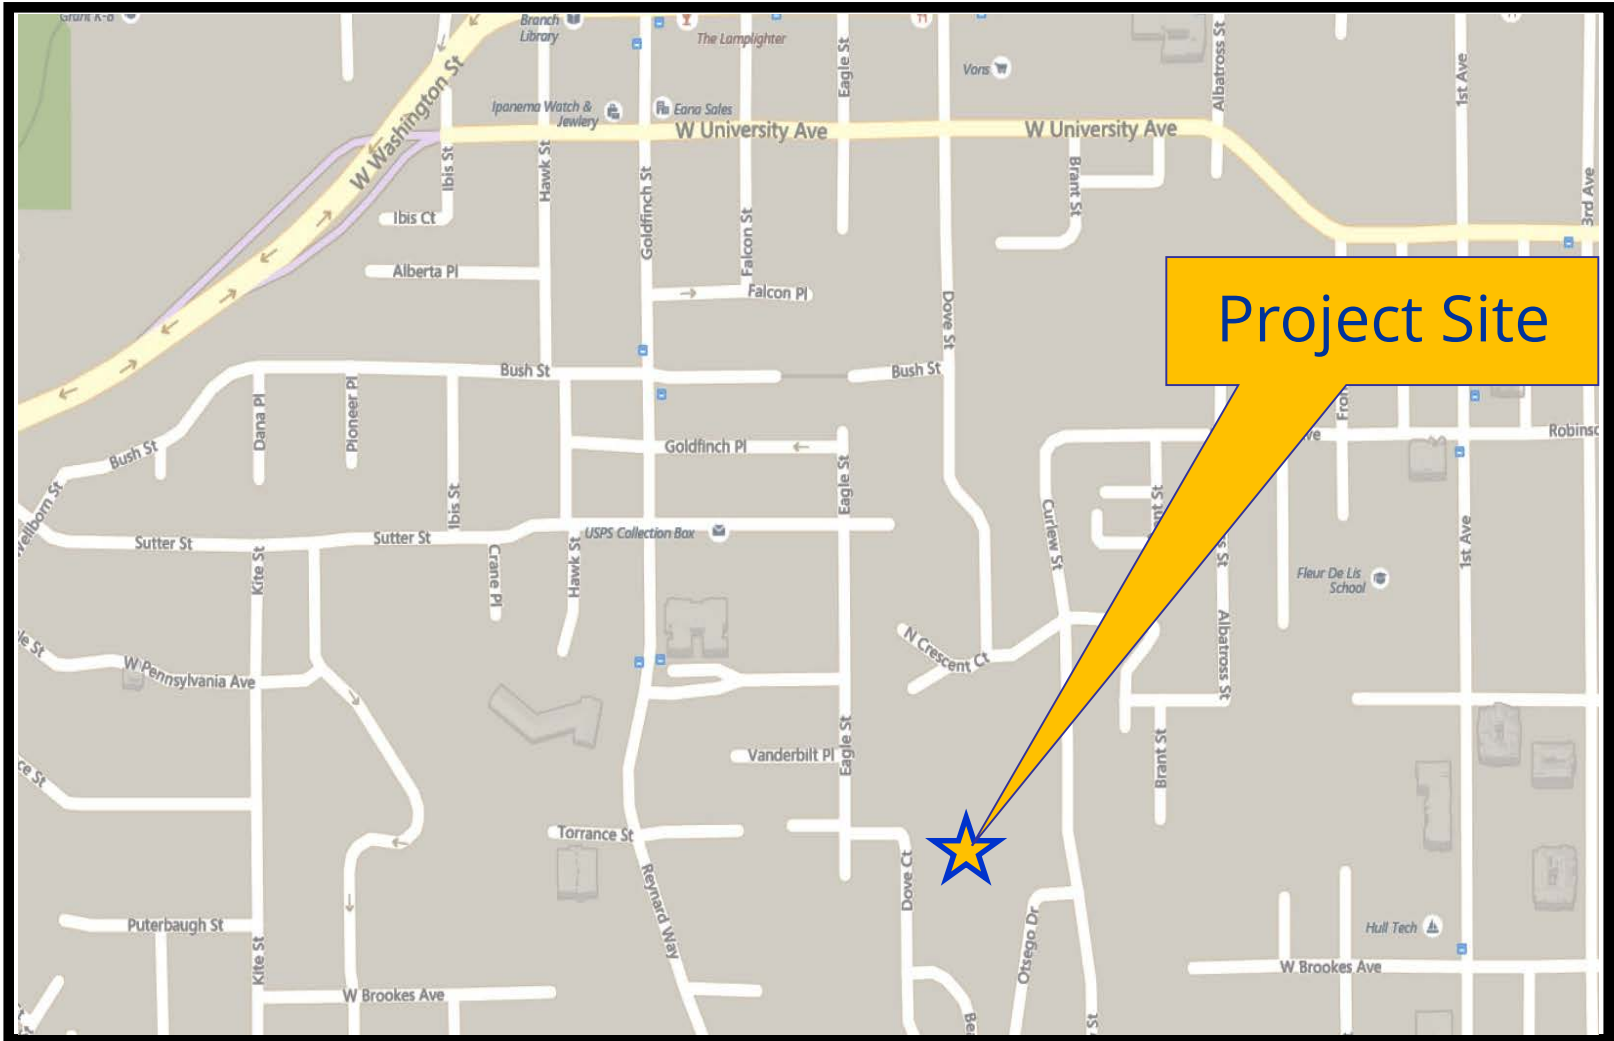 Grant K-8
Branch
Library
The Lamplighter
Eagle St
Vons
Albatross St
1st Ave
W Washington St
Ipanema Watch &
Jewlery
Eana Sales
W University Ave
W University Ave
Ibis St
Hawk St
Goldfinch St
Brant St
3rd Ave
Ibis Ct
Falcon St
Alberta Pl
Falcon Pl
Dove St
Project Site
Bush St
Bush St
Dana Pl
Pioneer Pl
Goldfinch Pl
Robinso
Bush St
Eagle St
Ibis St
Curlew St
Sutter St
Sutter St
USPS Collection Box
1st Ave
Kite St
Crane Pl
Hawk St
Fleur De Lis
School
Albatross St
N Crescent Ct
W Pennsylvania Ave
Eagle St
Vanderbilt Pl
Brant St
Torrance St
Dove Ct
Reynard Way
Otsego Dr
Puterbaugh St
Hull Tech
Kite St
W Brookes Ave
W Brookes Ave
St